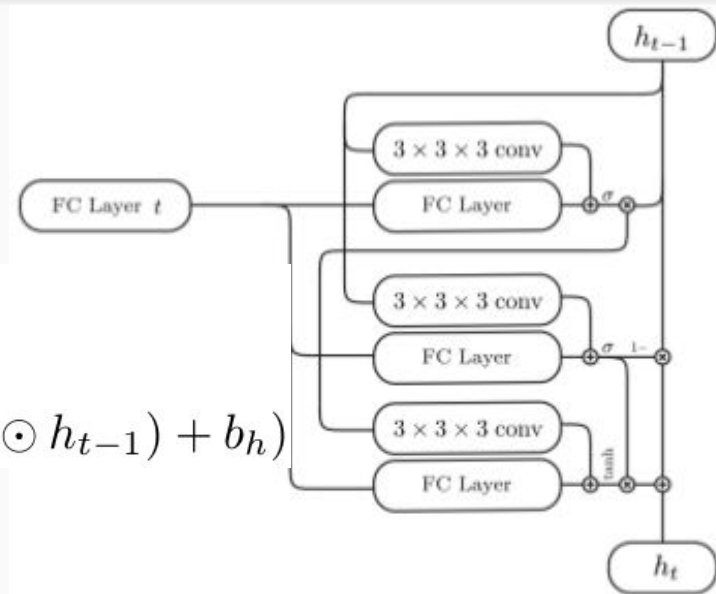 h_{t-1}
3 × 3 × 3 conv
FC Layer t
FC Layer
σ
3 × 3 × 3 conv
FC Layer
σ
1−
⊙ h_{t-1}) + b_h)
3 × 3 × 3 conv
FC Layer
tanh
h_t